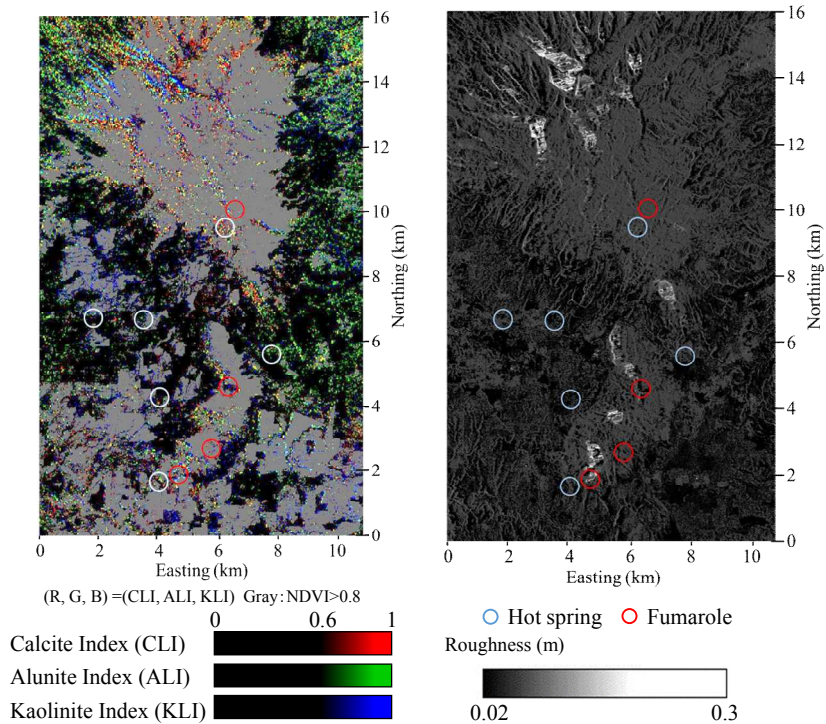 16
14
12
10
8
6
4
2
0
Northing (km)
0 2 4 6 8 10
Easting (km)
16
14
12
10
8
6
4
2
0
Northing (km)
0 2 4 6 8 10
Easting (km)
(R, G, B) =(CLI, ALI, KLI) Gray:NDVI>0.8
0 0.6 1
Calcite Index (CLI)
Alunite Index (ALI)
Kaolinite Index (KLI)
Hot spring Fumarole
Roughness (m)
0.02 0.3